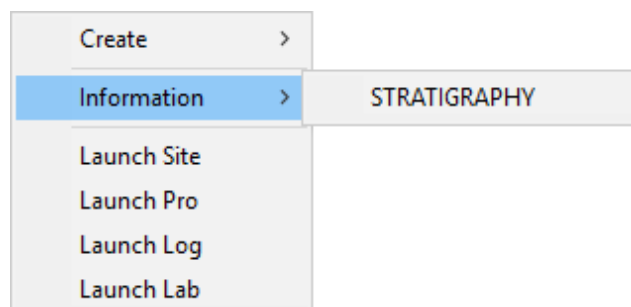 Create
Information
STRATIGRAPHY
Launch Site
Launch Pro
Launch Log
Launch Lab